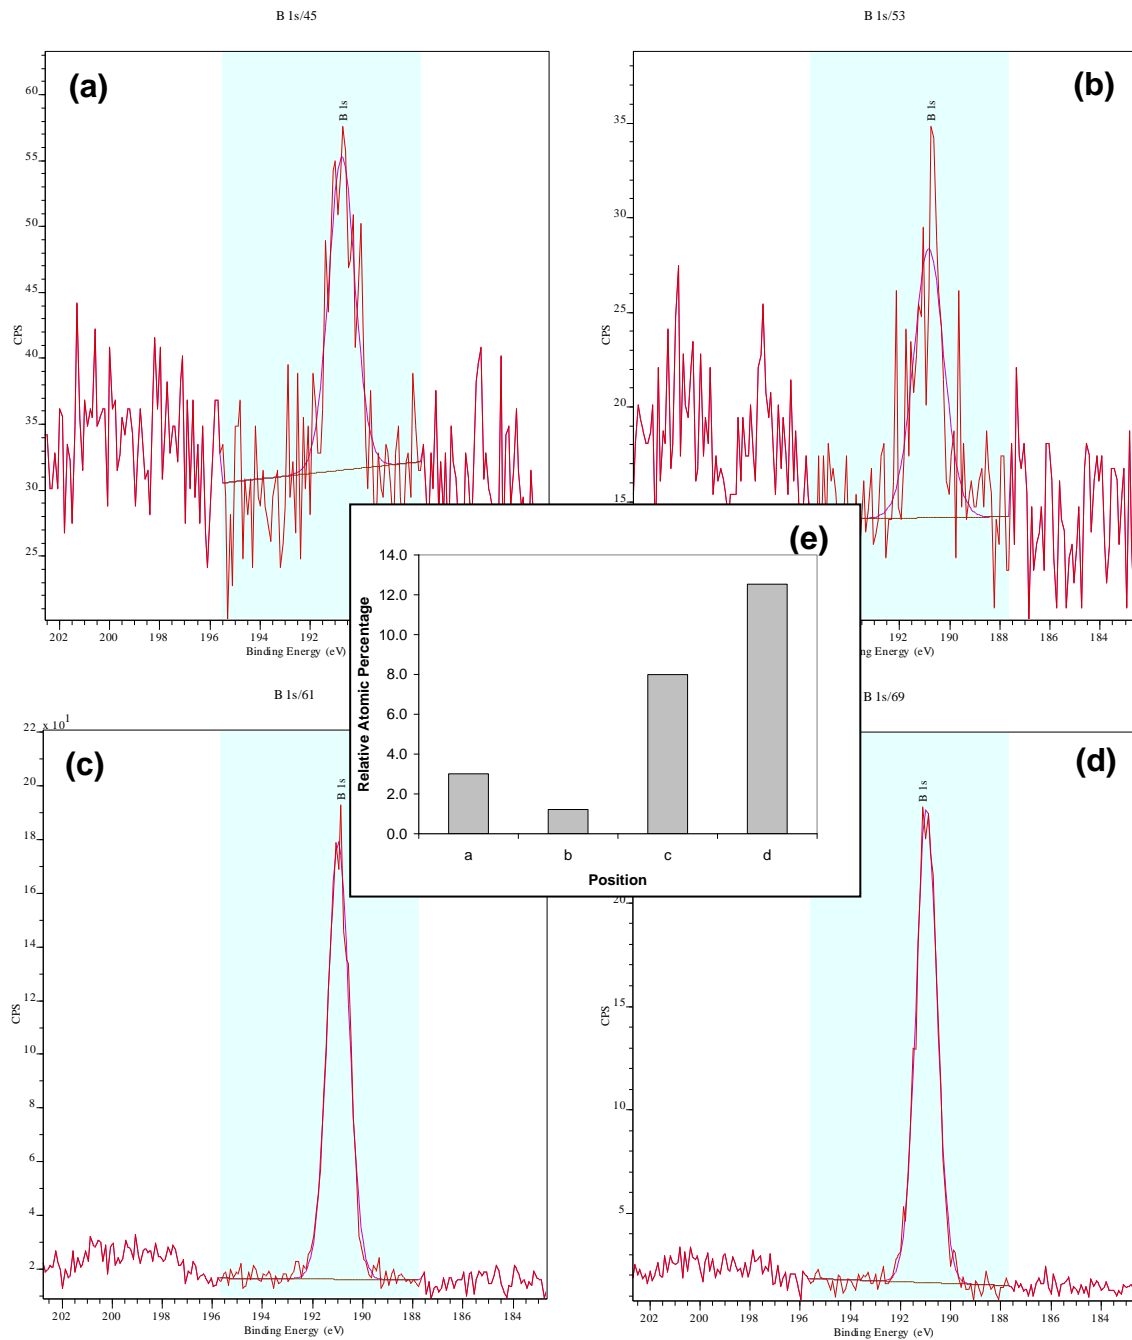 B 1s/45
B 1s/53
(a)
B 1s
60
55
50
45
40
35
30
25
CPS
202 200 198 196 194 192
Binding Energy (eV)
(b)
B 1s
35
30
25
20
15
CPS
192 190 188 186 184
ng Energy (eV)
(e)
14.0
12.0
10.0
8.0
6.0
4.0
2.0
0.0
Relative Atomic Percentage
a b c d
Position
B 1s/61
B 1s/69
x 10^1
(c)
B 1s
22
20
18
16
14
12
10
8
6
4
2
CPS
202 200 198 196 194 192 190 188 186 184
Binding Energy (eV)
(d)
B 1s
20
15
10
5
CPS
202 200 198 196 194 192 190 188 186 184
Binding Energy (eV)